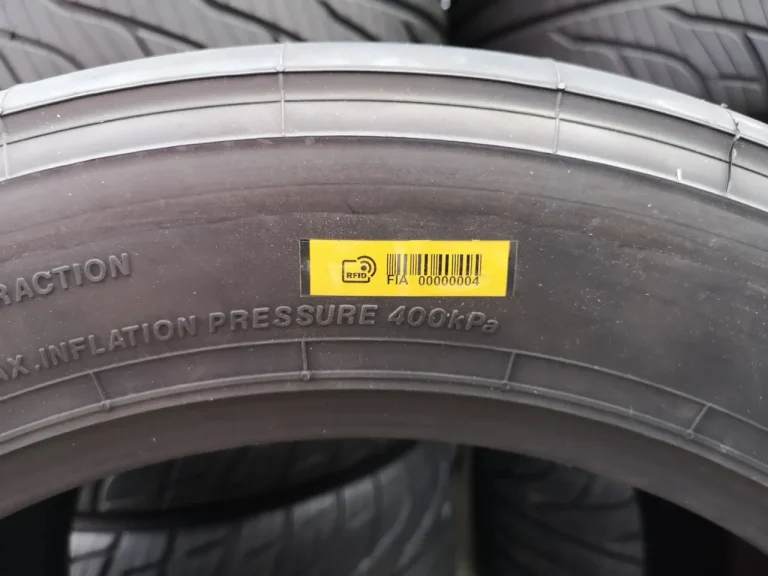 RFID
FIA 00000004
RACTION
AX.INFLATION PRESSURE 400kPa